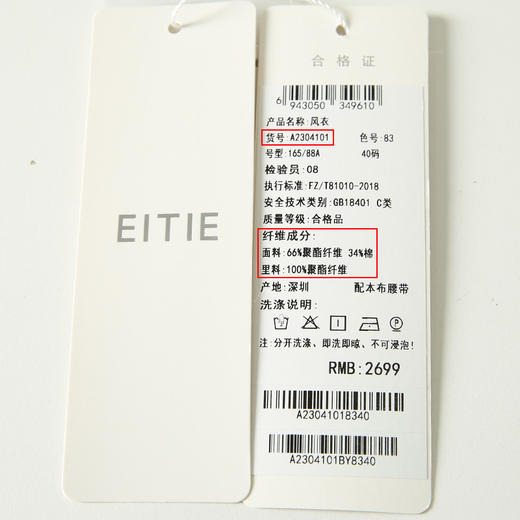 EITIE
合格证
6 943050 349610
产品名称:风衣
货号:A2304101 色号:83
号型:165/88A 40码
检验员:08
执行标准:FZ/T81010-2018
安全技术类别:GB18401 C类
质量等级:合格品
纤维成分:
面料:66%聚酯纤维 34%棉
里料:100%聚酯纤维
产地:深圳 配本布腰带
洗涤说明:
注:分开洗涤、即洗即晾、不可浸泡!
RMB:2699
A23041018340
A2304101BY8340